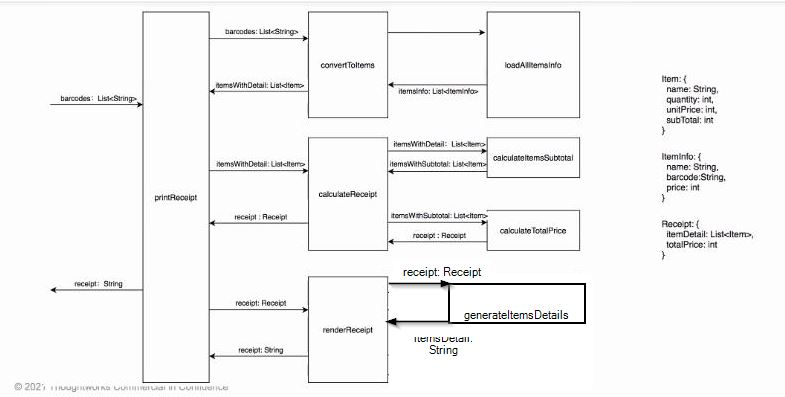 barcodes: List<String>
convertToItems
loadAllItemsInfo
itemsWithDetail: List<Item>
itemsInfo: List<ItemInfo>
barcodes: List<String>
printReceipt
itemsWithDetail: List<Item>
calculateReceipt
itemsWithDetail: List<Item>
itemsWithSubtotal: List<Item>
calculateItemsSubtotal
receipt : Receipt
itemsWithSubtotal: List<Item>
receipt : Receipt
calculateTotalPrice
receipt: String
receipt: Receipt
generateItemsDetails
receipt: Receipt
renderReceipt
itemsDetail:
String
receipt: String
Item: {
name: String,
quantity: int,
unitPrice: int,
subTotal: int
}
ItemInfo: {
name: String,
barcode:String,
price: int
}
Receipt: {
itemDetail: List<Item>,
totalPrice: int
}
© 2021 Thoughtworks Commercial in Confidence